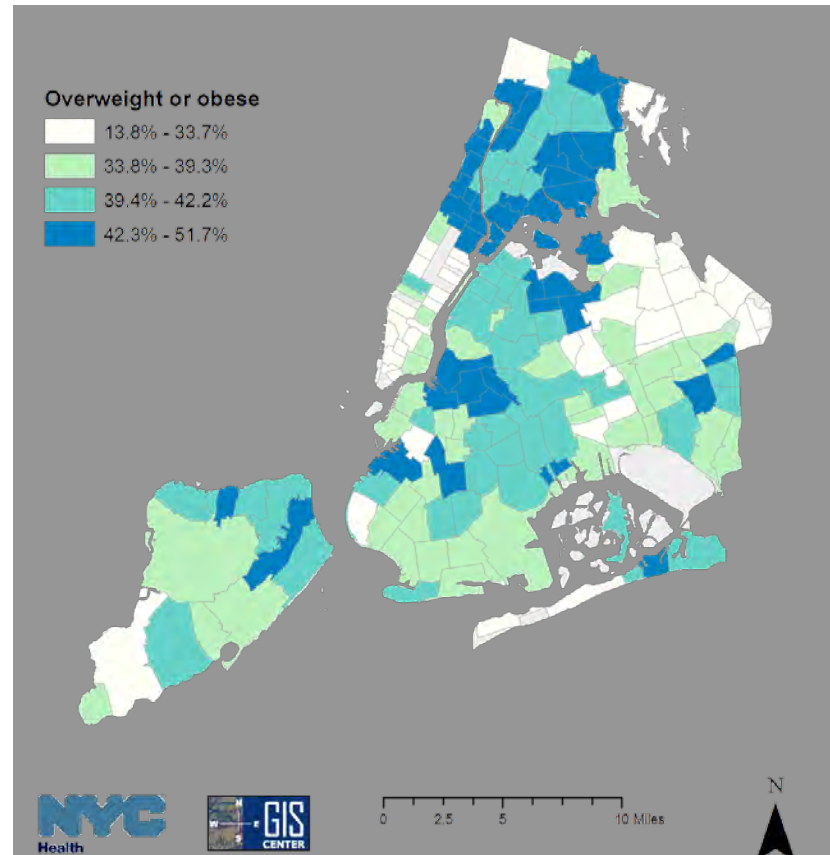 Overweight or obese
13.8% - 33.7%
33.8% - 39.3%
39.4% - 42.2%
42.3% - 51.7%
N
NYC
Health
N
W E
S
GIS
CENTER
0 2.5 5 10 Miles